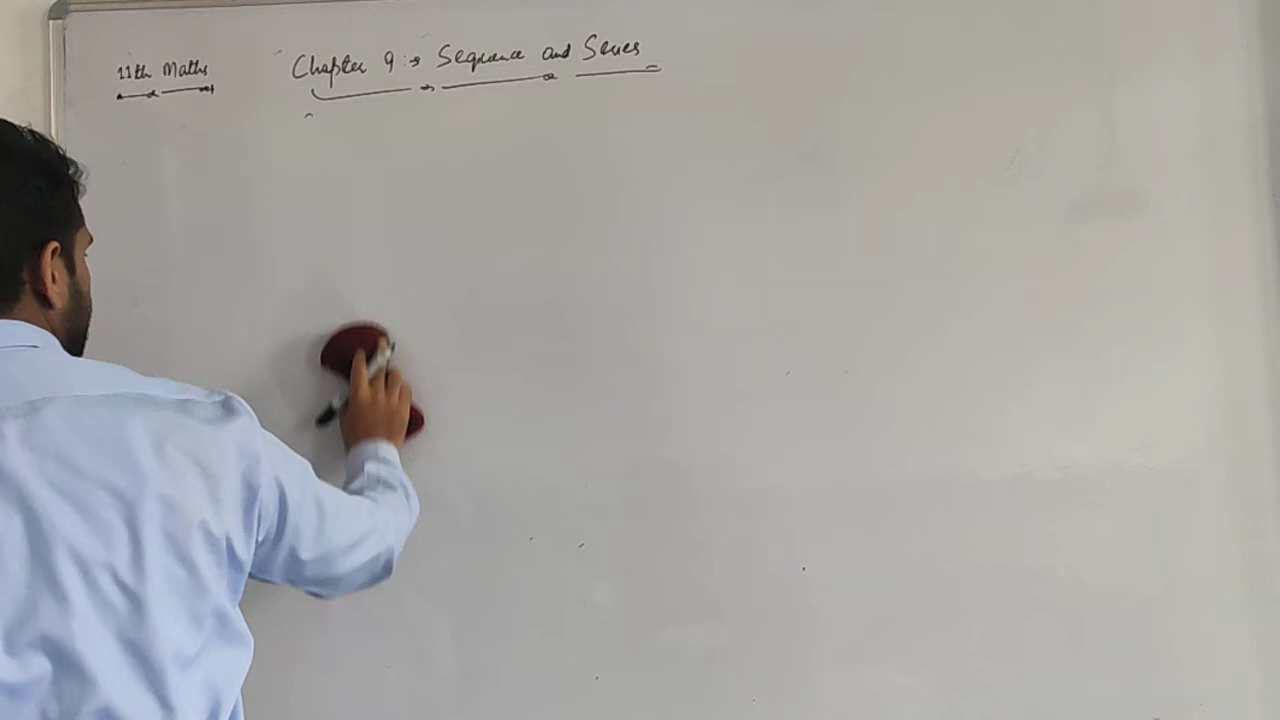 11th Maths
Chapter 9 :→ Sequence and Series